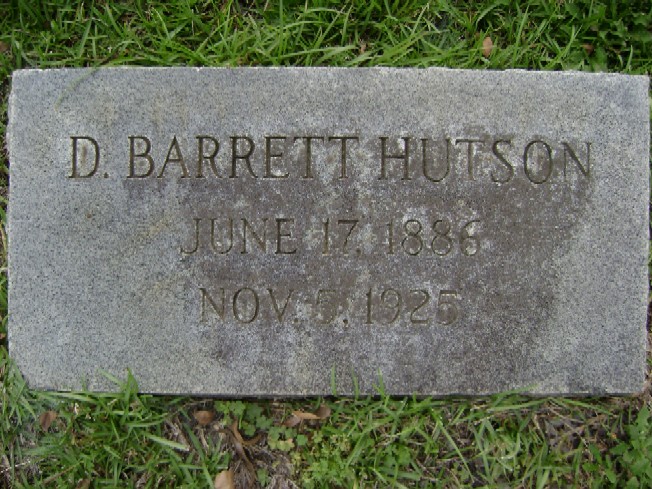 D. BARRETT HUTSON
JUNE 17, 1886
NOV. 5, 1925